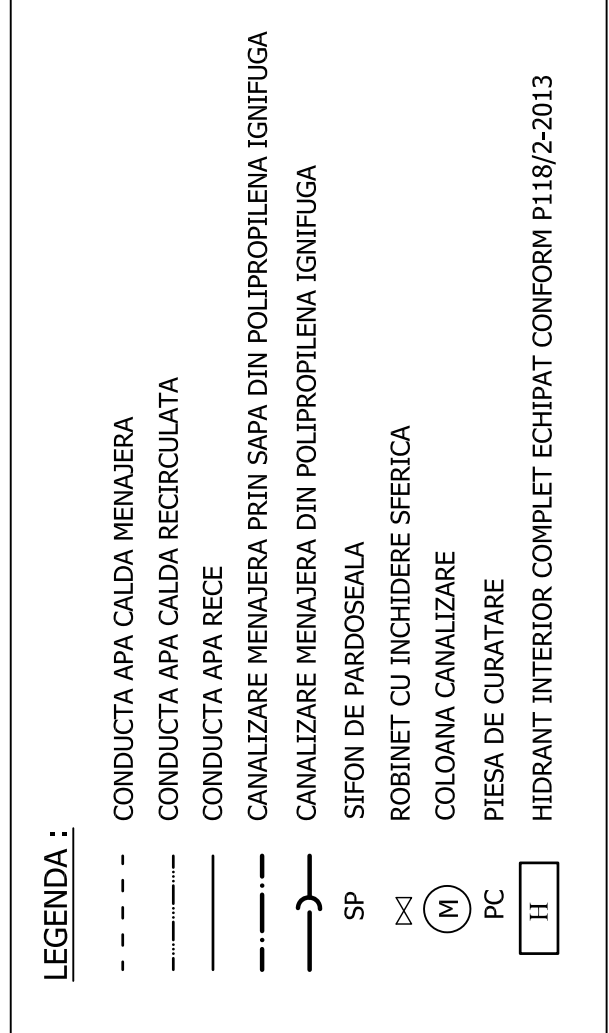 LEGENDA :
CONDUCTA APA CALDA MENAJERA
CONDUCTA APA CALDA RECIRCULATA
CONDUCTA APA RECE
CANALIZARE MENAJERA PRIN SAPA DIN POLIPROPILENA IGNIFUGA
CANALIZARE MENAJERA DIN POLIPROPILENA IGNIFUGA
SP SIFON DE PARDOSEALA
ROBINET CU INCHIDERE SFERICA
M COLOANA CANALIZARE
PC PIESA DE CURATARE
H HIDRANT INTERIOR COMPLET ECHIPAT CONFORM P118/2-2013